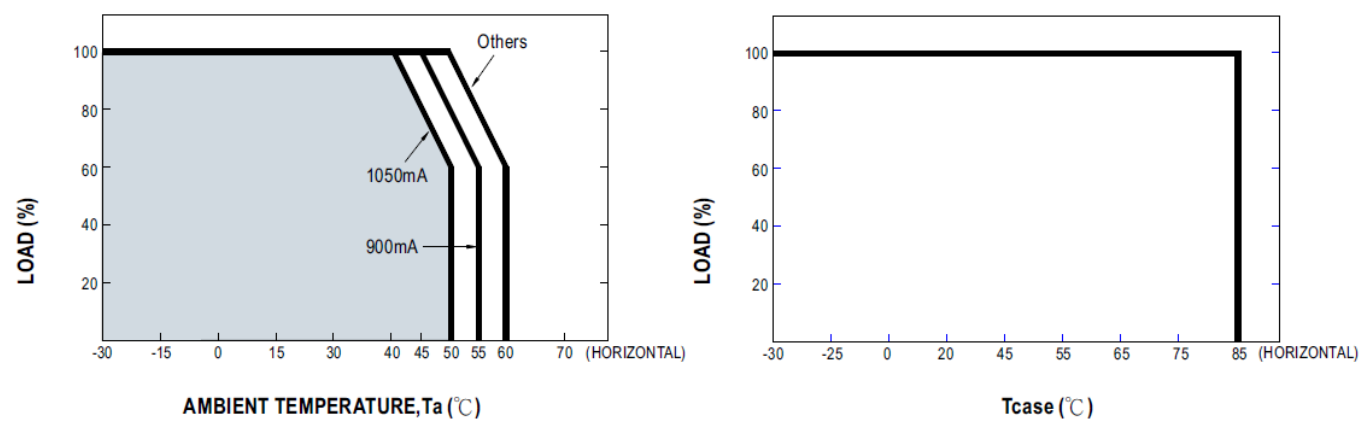 Others
100
80
60
40
20
1050mA
900mA
LOAD (%)
-30 -15 0 15 30 40 45 50 55 60 70 (HORIZONTAL)
AMBIENT TEMPERATURE,Ta (℃)
100
80
60
40
20
LOAD (%)
-30 -25 0 20 45 55 65 75 85 (HORIZONTAL)
Tcase (℃)